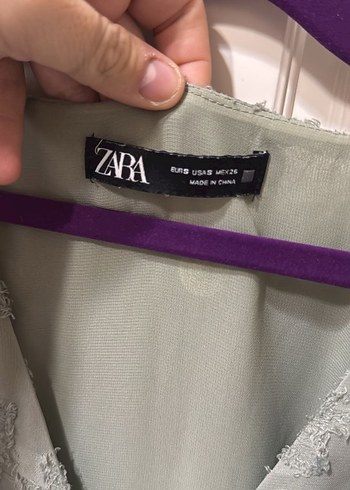 ZARA
EUR S USA S MEX 26
MADE IN CHINA